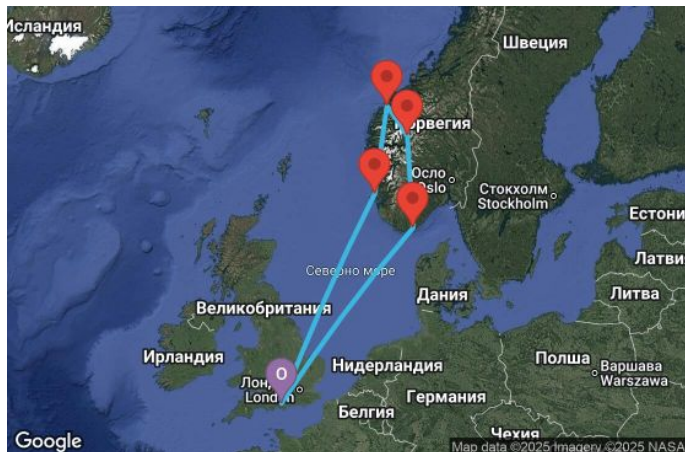 Исландия
Швеция
Норвегия
Осло
Oslo
Стокхолм
Stockholm
Естони
Латвия
Северно море
Дания
Литва
Великобритания
Ирландия
Нидерландия
Полша
Варшава
Warszawa
O
London
Германия
Белгия
Чехия
Google
Map data ©2025 Imagery ©2025 NASA